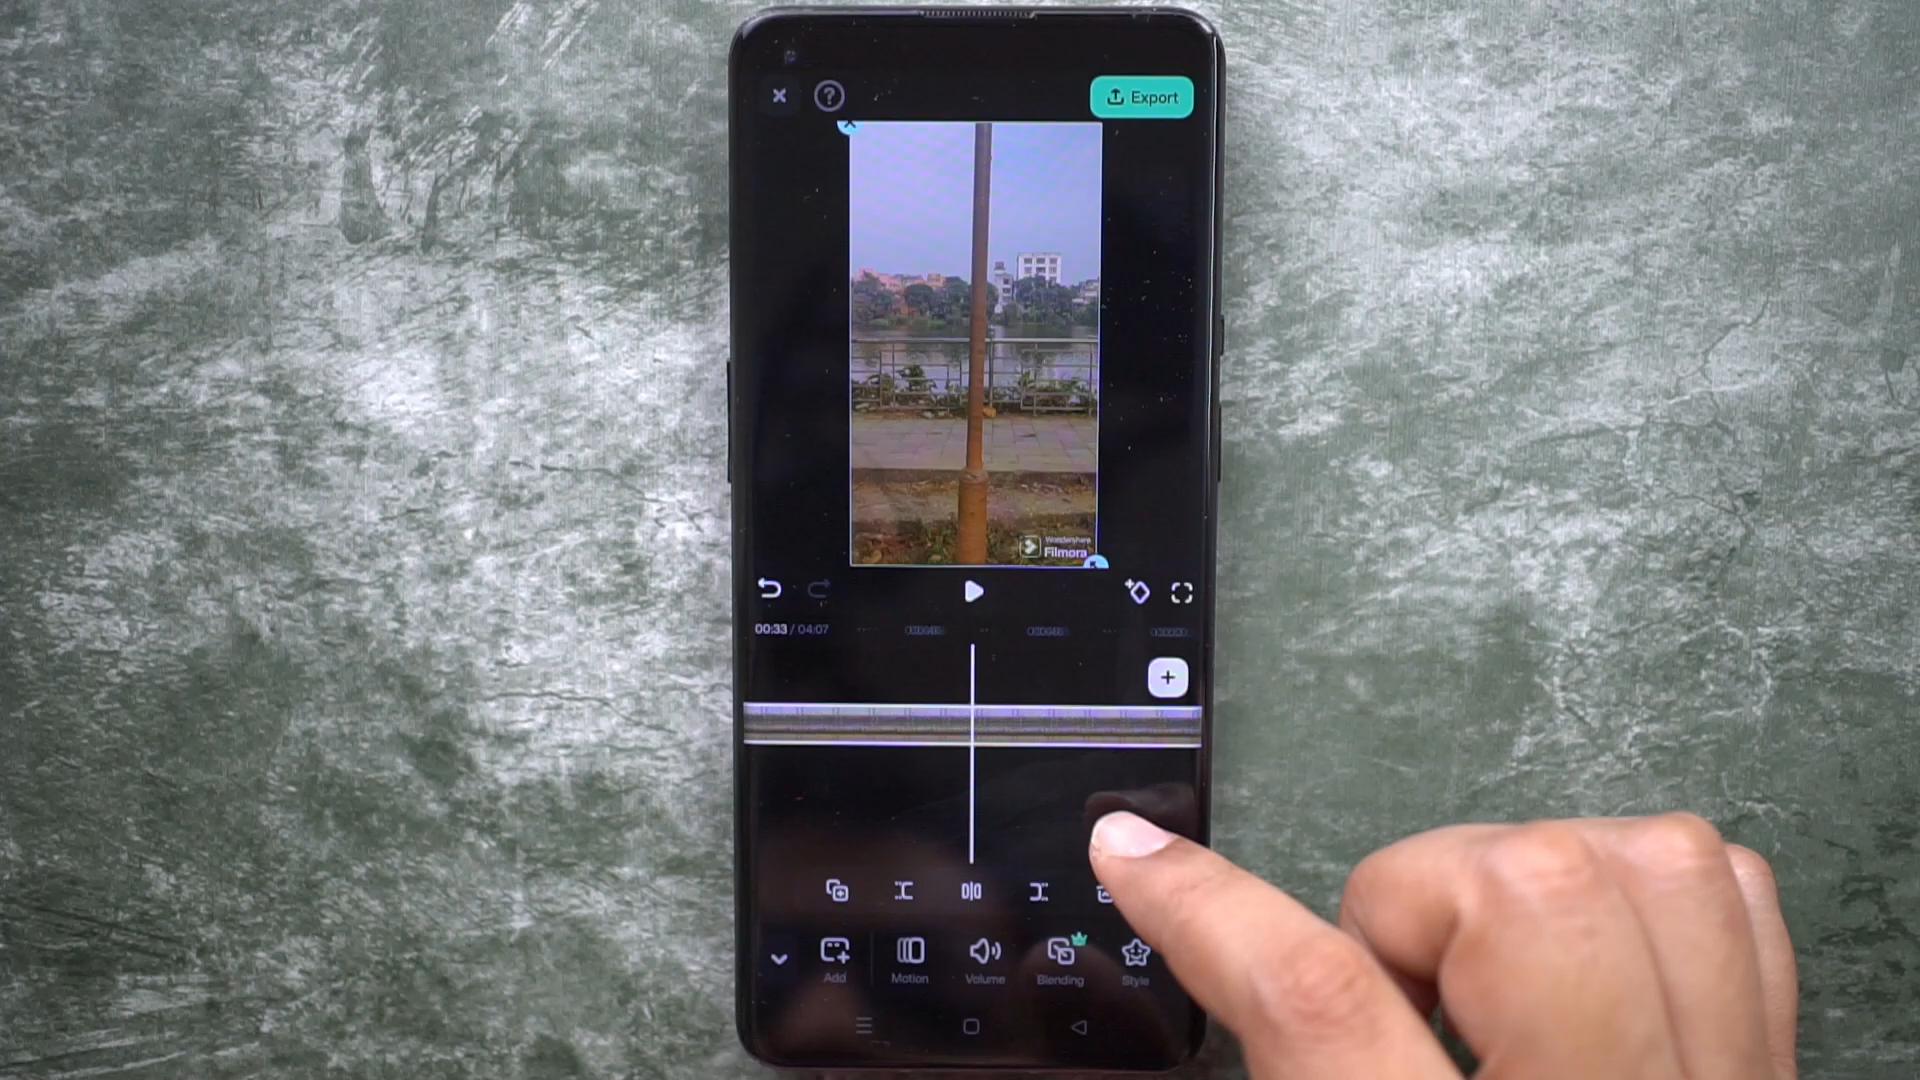 Export
Wondershare
Filmora
00:33 / 04:07
Add
Motion
Volume
Blending
Style